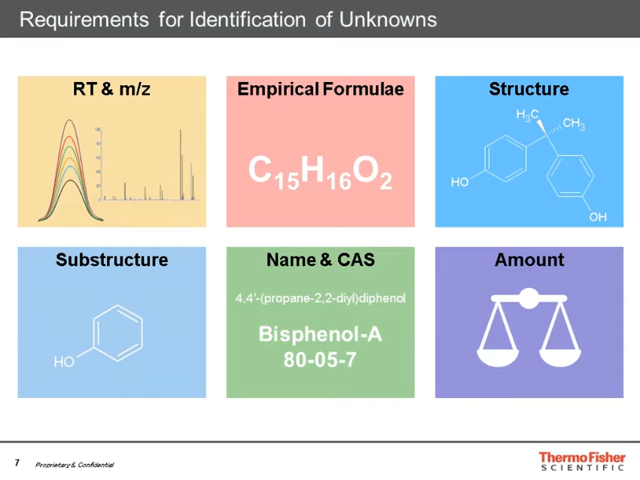 Requirements for Identification of Unknowns
RT & m/z
Empirical Formulae
Structure
C₁₅H₁₆O₂
H₃C
CH₃
HO
OH
Substructure
Name & CAS
Amount
4,4'-(propane-2,2-diyl)diphenol
Bisphenol-A
80-05-7
HO
7
Proprietary & Confidential
ThermoFisher
SCIENTIFIC